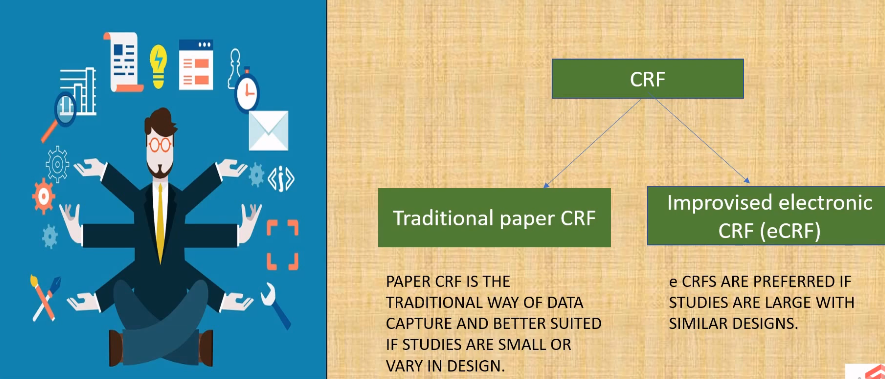 CRF
Traditional paper CRF
Improvised electronic
CRF (eCRF)
PAPER CRF IS THE
TRADITIONAL WAY OF DATA
CAPTURE AND BETTER SUITED
IF STUDIES ARE SMALL OR
VARY IN DESIGN.
e CRFS ARE PREFERRED IF
STUDIES ARE LARGE WITH
SIMILAR DESIGNS.